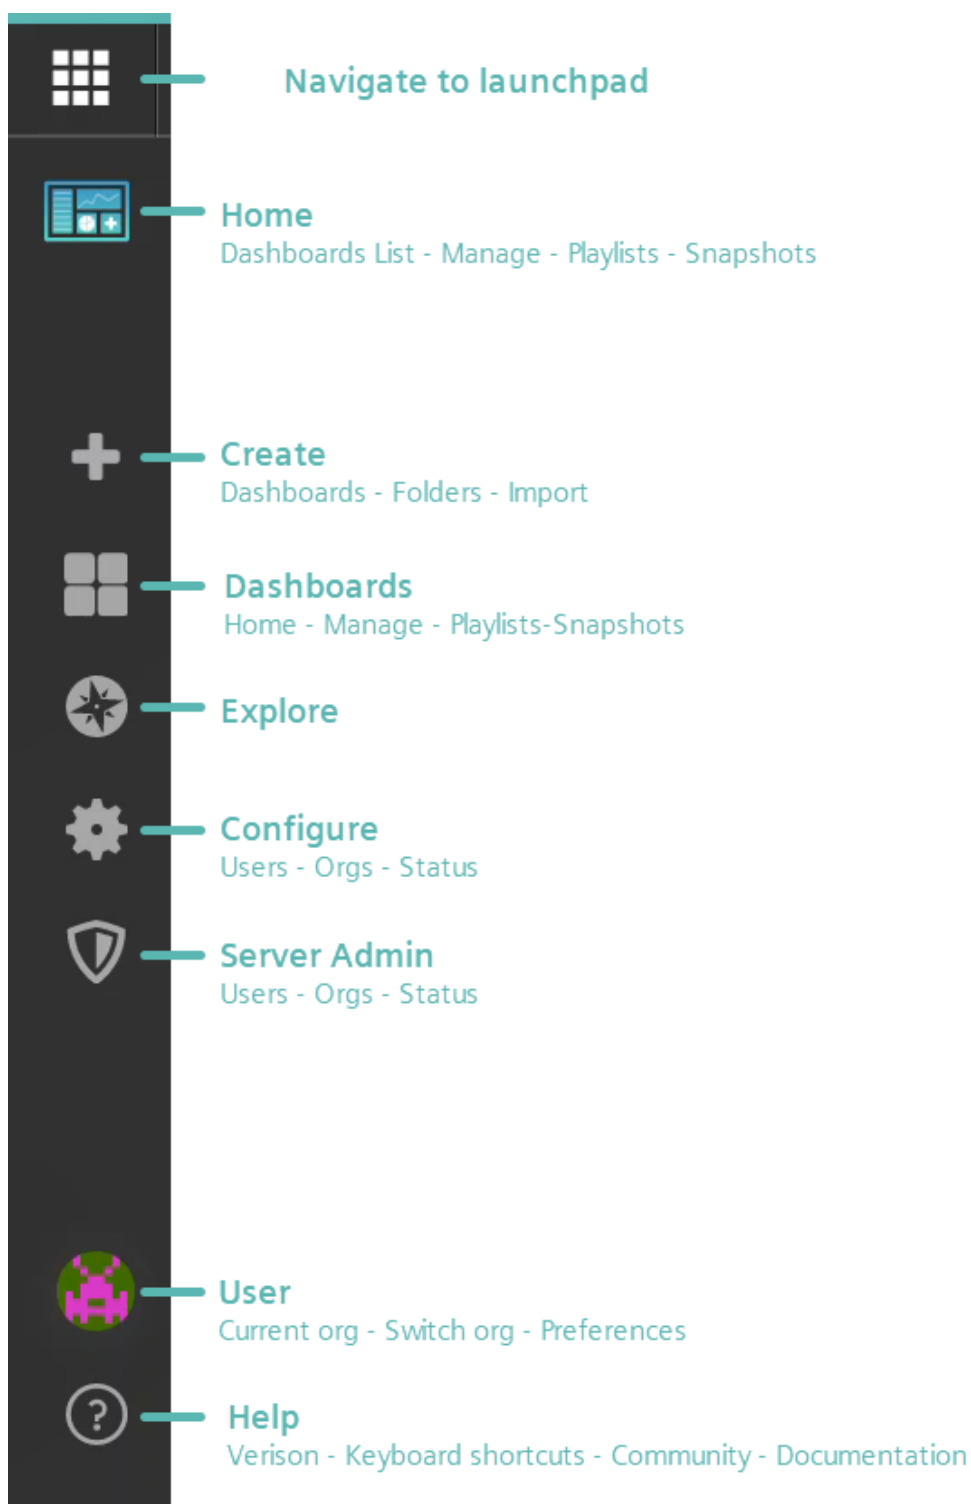 Navigate to launchpad
Home
Dashboards List - Manage - Playlists - Snapshots
Create
Dashboards - Folders - Import
Dashboards
Home - Manage - Playlists-Snapshots
Explore
Configure
Users - Orgs - Status
Server Admin
Users - Orgs - Status
User
Current org - Switch org - Preferences
?
Help
Verison - Keyboard shortcuts - Community - Documentation